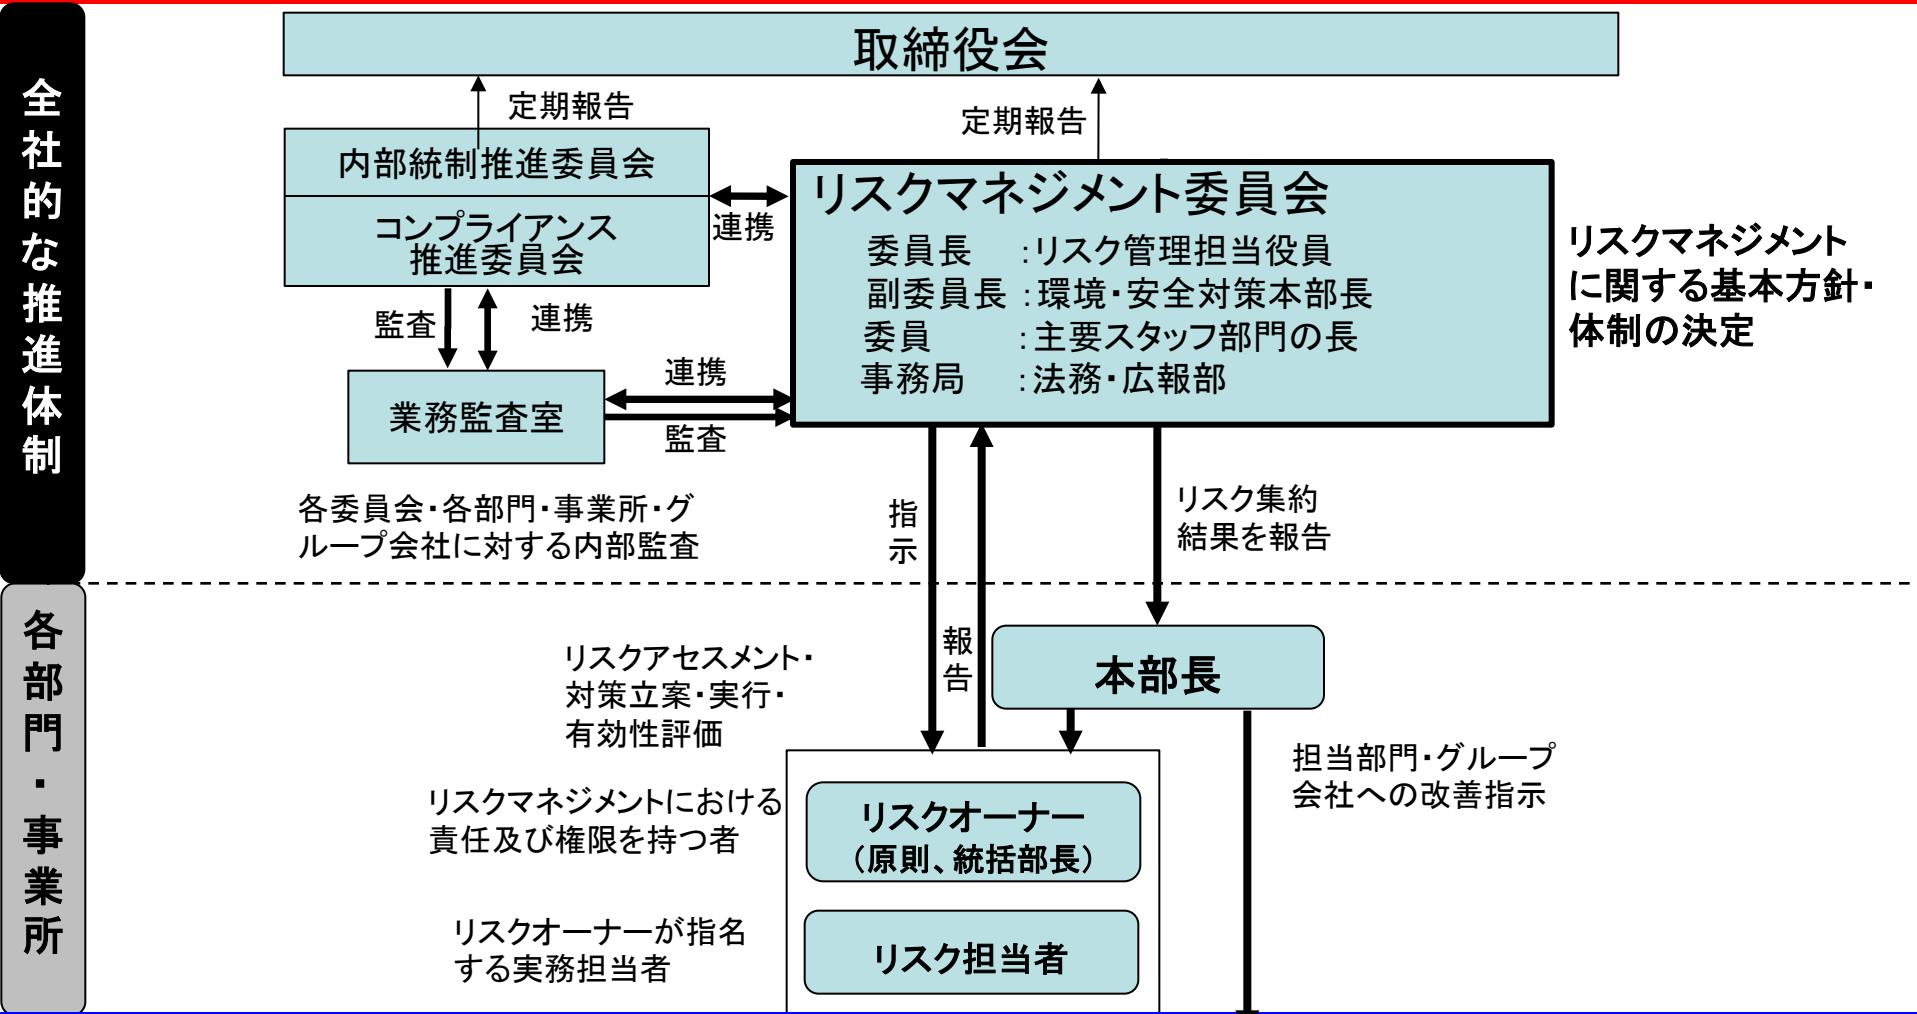 取締役会
全社的な推進体制
定期報告
定期報告
内部統制推進委員会
コンプライアンス
推進委員会
連携
リスクマネジメント委員会
委員長 :リスク管理担当役員
副委員長:環境・安全対策本部長
委員 :主要スタッフ部門の長
事務局 :法務・広報部
リスクマネジメント
に関する基本方針・
体制の決定
監査
連携
業務監査室
連携
監査
各委員会・各部門・事業所・グ
ループ会社に対する内部監査
指示
リスク集約
結果を報告
各部門・事業所
報告
本部長
リスクアセスメント・
対策立案・実行・
有効性評価
担当部門・グループ
会社への改善指示
リスクマネジメントにおける
責任及び権限を持つ者
リスクオーナー
(原則、統括部長)
リスクオーナーが指名
する実務担当者
リスク担当者